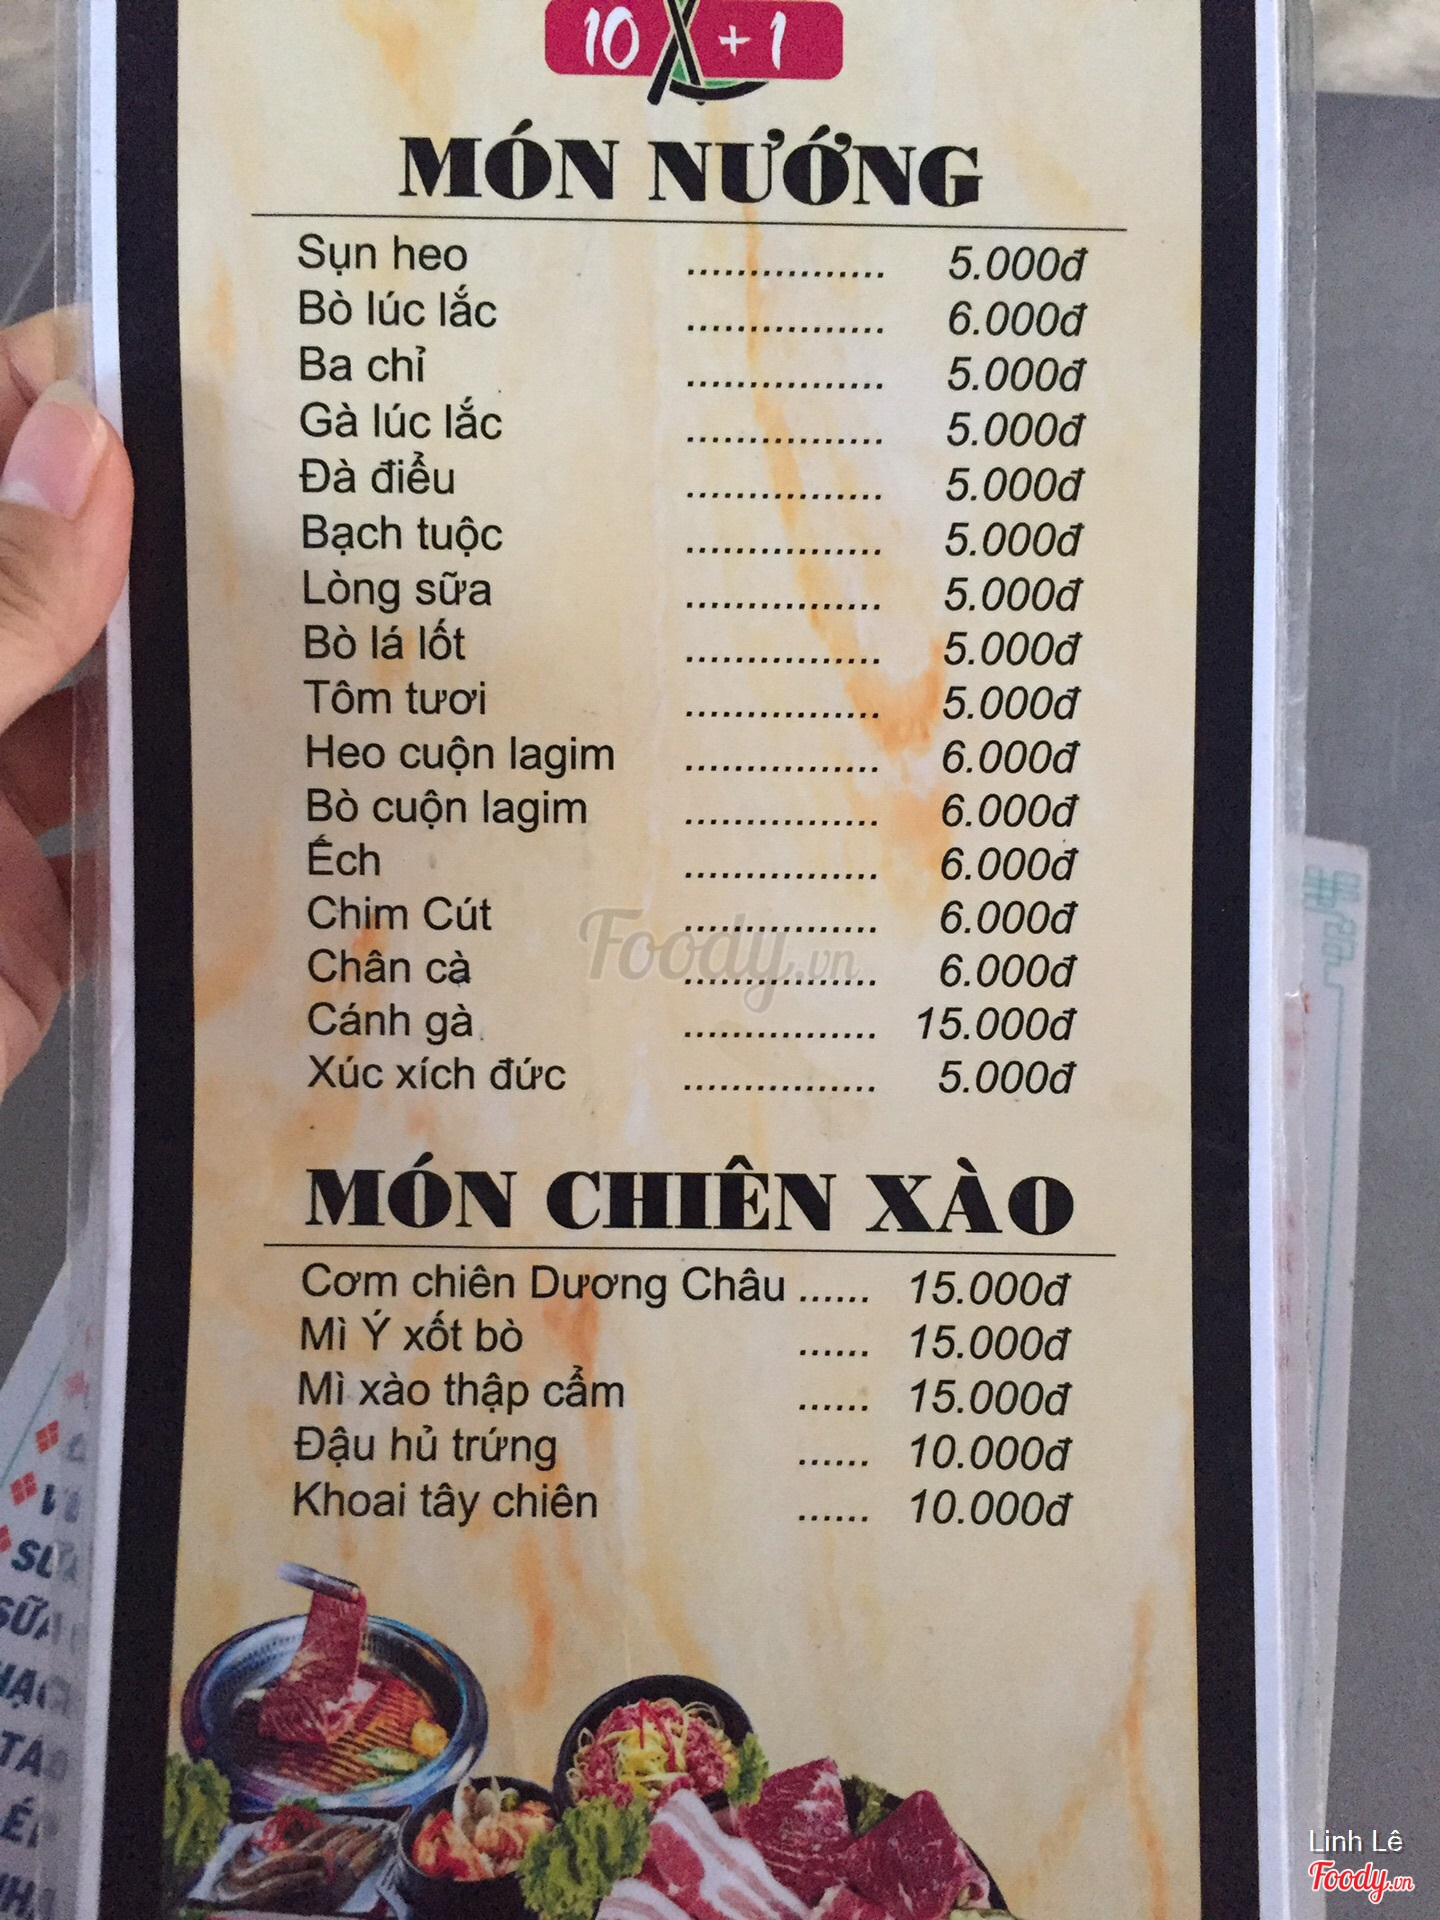 10 + 1
MÓN NƯỚNG
Sụn heo ................ 5.000đ
Bò lúc lắc ................ 6.000đ
Ba chỉ ................ 5.000đ
Gà lúc lắc ................ 5.000đ
Đà điểu ................ 5.000đ
Bạch tuộc ................ 5.000đ
Lòng sữa ................ 5.000đ
Bò lá lốt ................ 5.000đ
Tôm tươi ................ 5.000đ
Heo cuộn lagim ................ 6.000đ
Bò cuộn lagim ................ 6.000đ
Ếch ................ 6.000đ
Chim Cút ................ 6.000đ
Chân cà ................ 6.000đ
Cánh gà ................ 15.000đ
Xúc xích đức ................ 5.000đ
Foody.vn
MÓN CHIÊN XÀO
Cơm chiên Dương Châu ...... 15.000đ
Mì Ý xốt bò ...... 15.000đ
Mì xào thập cẩm ...... 15.000đ
Đậu hủ trứng ...... 10.000đ
Khoai tây chiên ...... 10.000đ
Linh Lê
Foody.vn